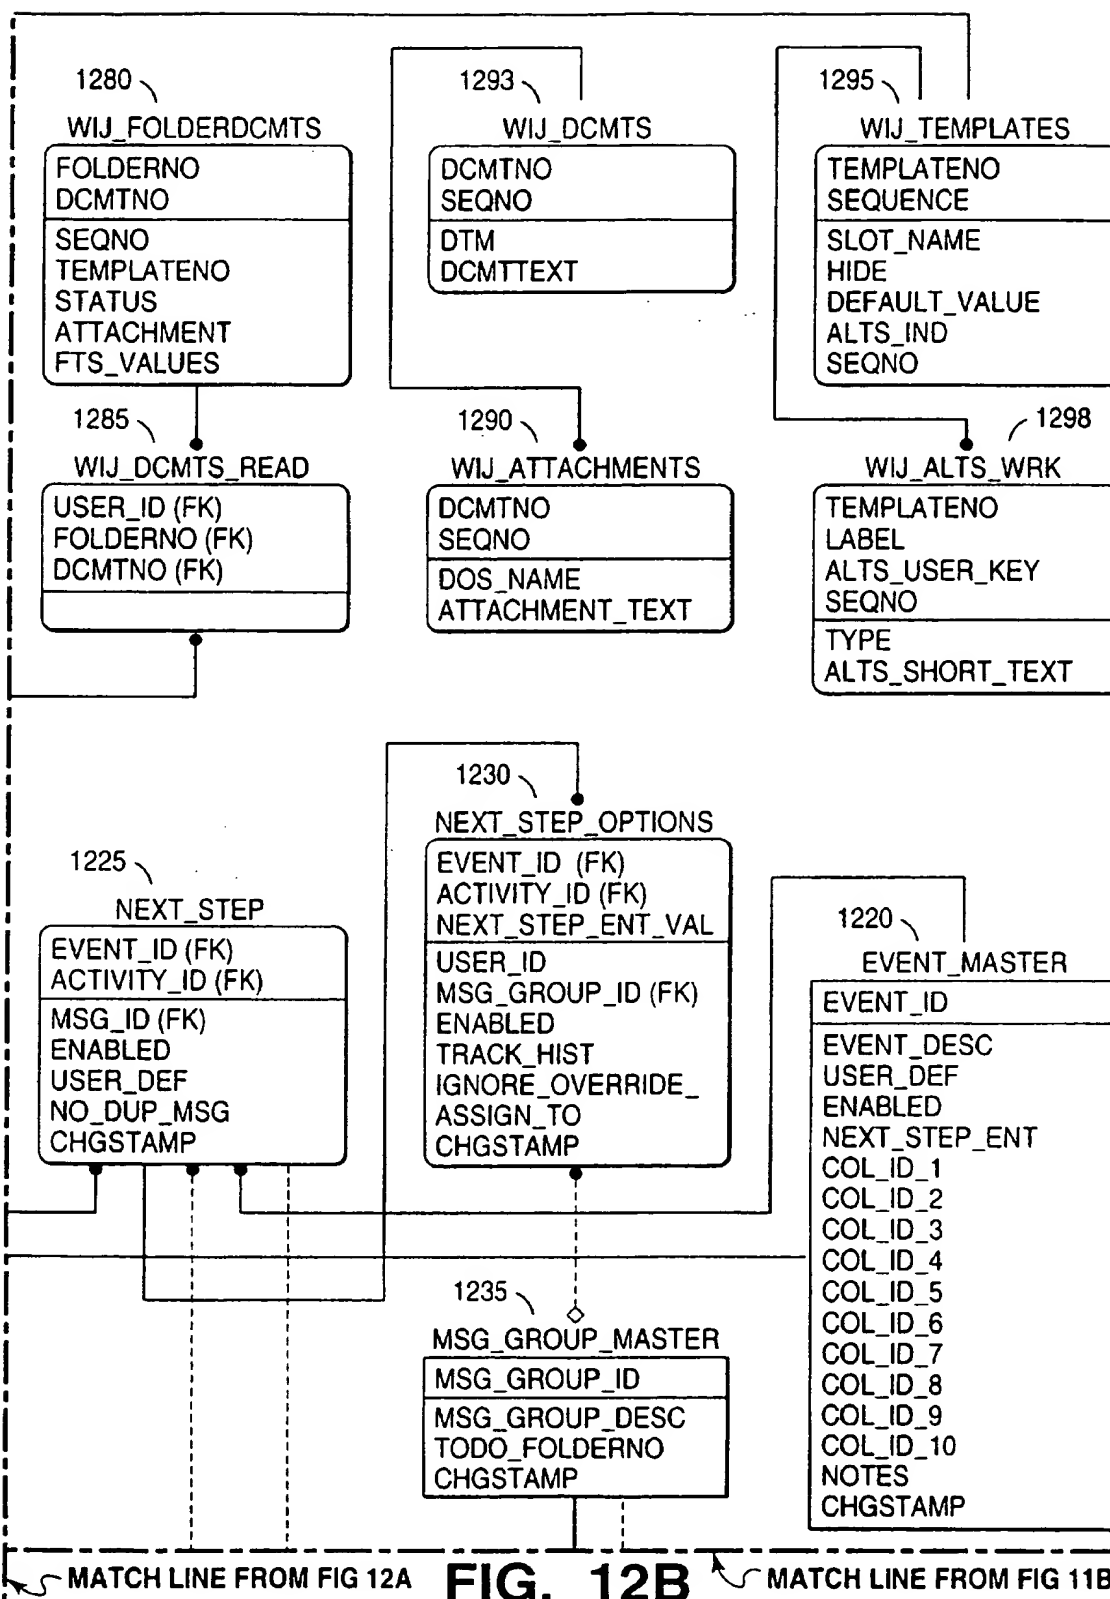 1280
WIJ_FOLDERDCMTS
FOLDERNO
DCMTNO
SEQNO
TEMPLATENO
STATUS
ATTACHMENT
FTS_VALUES
1293
WIJ_DCMTS
DCMTNO
SEQNO
DTM
DCMTTEXT
1295
WIJ_TEMPLATES
TEMPLATENO
SEQUENCE
SLOT_NAME
HIDE
DEFAULT_VALUE
ALTS_IND
SEQNO
1285
WIJ_DCMTS_READ
USER_ID (FK)
FOLDERNO (FK)
DCMTNO (FK)
1290
WIJ_ATTACHMENTS
DCMTNO
SEQNO
DOS_NAME
ATTACHMENT_TEXT
1298
WIJ_ALTS_WRK
TEMPLATENO
LABEL
ALTS_USER_KEY
SEQNO
TYPE
ALTS_SHORT_TEXT
1225
NEXT_STEP
EVENT_ID (FK)
ACTIVITY_ID (FK)
MSG_ID (FK)
ENABLED
USER_DEF
NO_DUP_MSG
CHGSTAMP
1230
NEXT_STEP_OPTIONS
EVENT_ID (FK)
ACTIVITY_ID (FK)
NEXT_STEP_ENT_VAL
USER_ID
MSG_GROUP_ID (FK)
ENABLED
TRACK_HIST
IGNORE_OVERRIDE_
ASSIGN_TO
CHGSTAMP
1235
MSG_GROUP_MASTER
MSG_GROUP_ID
MSG_GROUP_DESC
TODO_FOLDERNO
CHGSTAMP
1220
EVENT_MASTER
EVENT_ID
EVENT_DESC
USER_DEF
ENABLED
NEXT_STEP_ENT
COL_ID_1
COL_ID_2
COL_ID_3
COL_ID_4
COL_ID_5
COL_ID_6
COL_ID_7
COL_ID_8
COL_ID_9
COL_ID_10
NOTES
CHGSTAMP
MATCH LINE FROM FIG 12A
FIG. 12B
MATCH LINE FROM FIG 11B